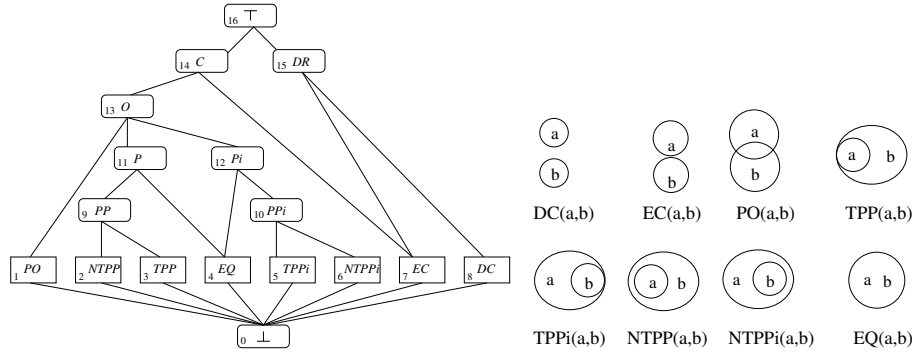 16 ⊤
14 C 15 DR
13 O
11 P 12 Pi
9 PP 10 PPi
1 PO 2 NTPP 3 TPP 4 EQ 5 TPPi 6 NTPPi 7 EC 8 DC
0 ⊥
a a a a b
b b b
DC(a,b) EC(a,b) PO(a,b) TPP(a,b)
a b a b a b a b
TPPi(a,b) NTPP(a,b) NTPPi(a,b) EQ(a,b)